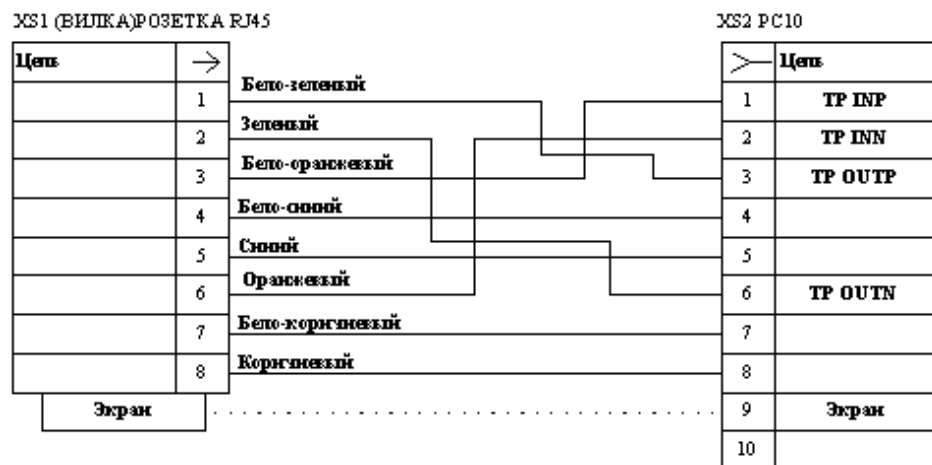 XS1 (ВИЛКА)РОЗЕТКА RJ45
XS2 РС10
Цепь
Цепь
1 Бело-зеленый 1 TP INP
2 Зеленый 2 TP INN
3 Бело-оранжевый 3 TP OUTP
4 Бело-синий 4
5 Синий 5
6 Оранжевый 6 TP OUTN
7 Бело-коричневый 7
8 Коричневый 8
Экран 9 Экран
10